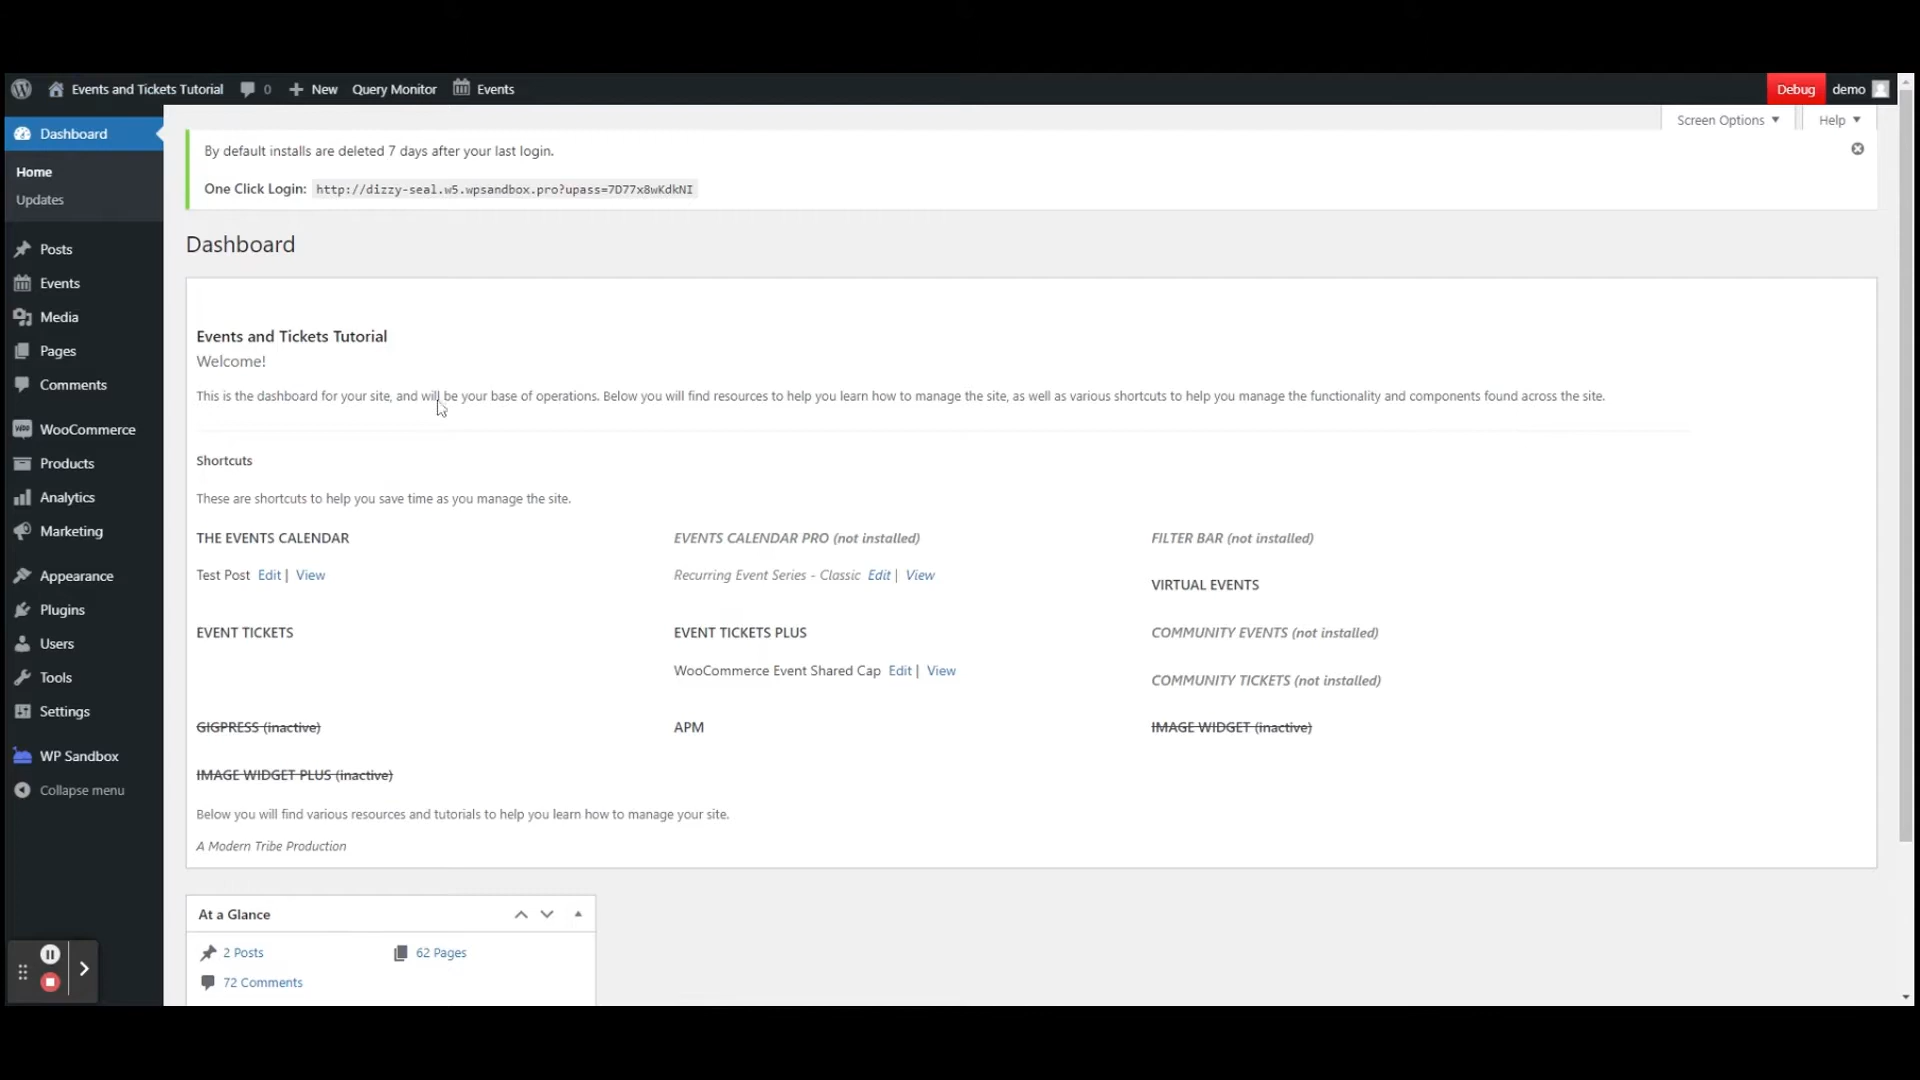 Events and Tickets Tutorial 0 New Query Monitor Events Debug demo
Dashboard
Home
Updates
Posts
Events
Media
Pages
Comments
WooCommerce
Products
Analytics
Marketing
Appearance
Plugins
Users
Tools
Settings
WP Sandbox
Collapse menu
Screen Options Help
By default installs are deleted 7 days after your last login.
One Click Login: http://dizzy-seal.w5.wpsandbox.pro?upass=7D77x8wKdkNI
Dashboard
Events and Tickets Tutorial
Welcome!
This is the dashboard for your site, and will be your base of operations. Below you will find resources to help you learn how to manage the site, as well as various shortcuts to help you manage the functionality and components found across the site.
Shortcuts
These are shortcuts to help you save time as you manage the site.
THE EVENTS CALENDAR
Test Post Edit | View
EVENTS CALENDAR PRO (not installed)
Recurring Event Series - Classic Edit | View
FILTER BAR (not installed)
VIRTUAL EVENTS
EVENT TICKETS
EVENT TICKETS PLUS
WooCommerce Event Shared Cap Edit | View
COMMUNITY EVENTS (not installed)
COMMUNITY TICKETS (not installed)
GIGPRESS (inactive)
APM
IMAGE WIDGET (inactive)
IMAGE WIDGET PLUS (inactive)
Below you will find various resources and tutorials to help you learn how to manage your site.
A Modern Tribe Production
At a Glance
2 Posts
62 Pages
72 Comments